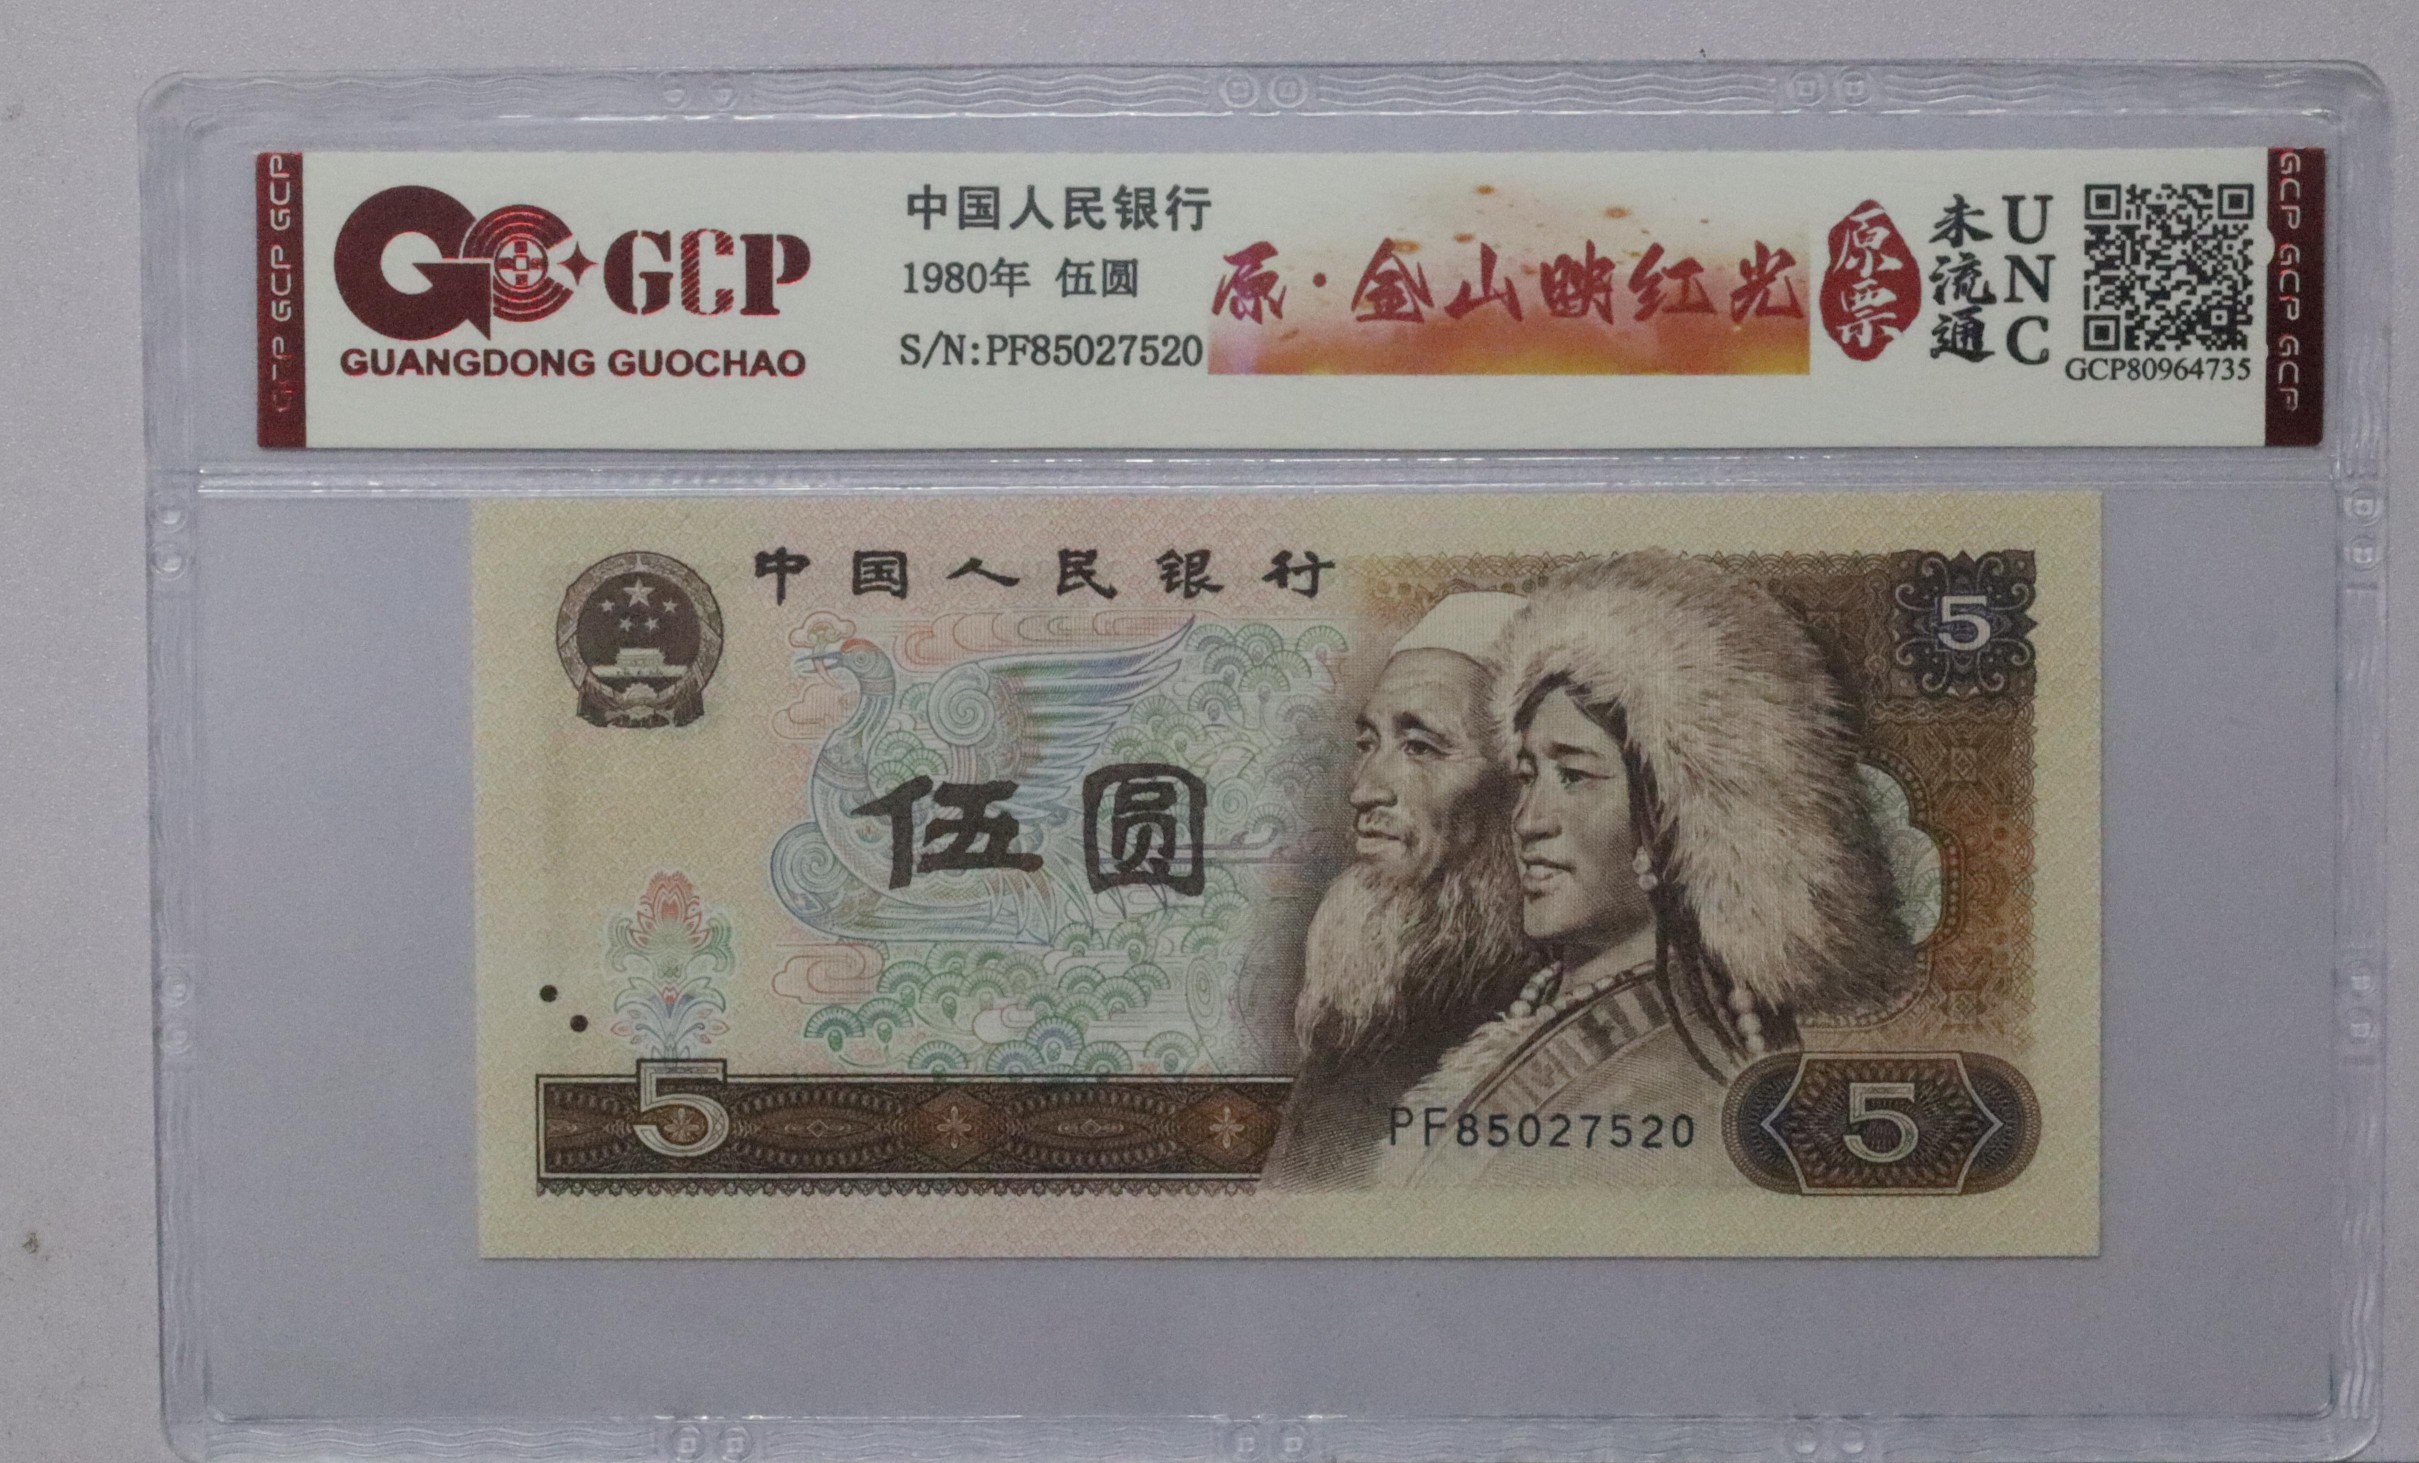 GCP GCP GCP
GCP
GUANGDONG GUOCHAO
中国人民银行
1980年 伍圆
S/N:PF85027520
原·金山映红光
原票
未流通
UNC
GCP80964735
GCP GCP GCP
中国人民银行
5
伍圆
5
PF85027520
5